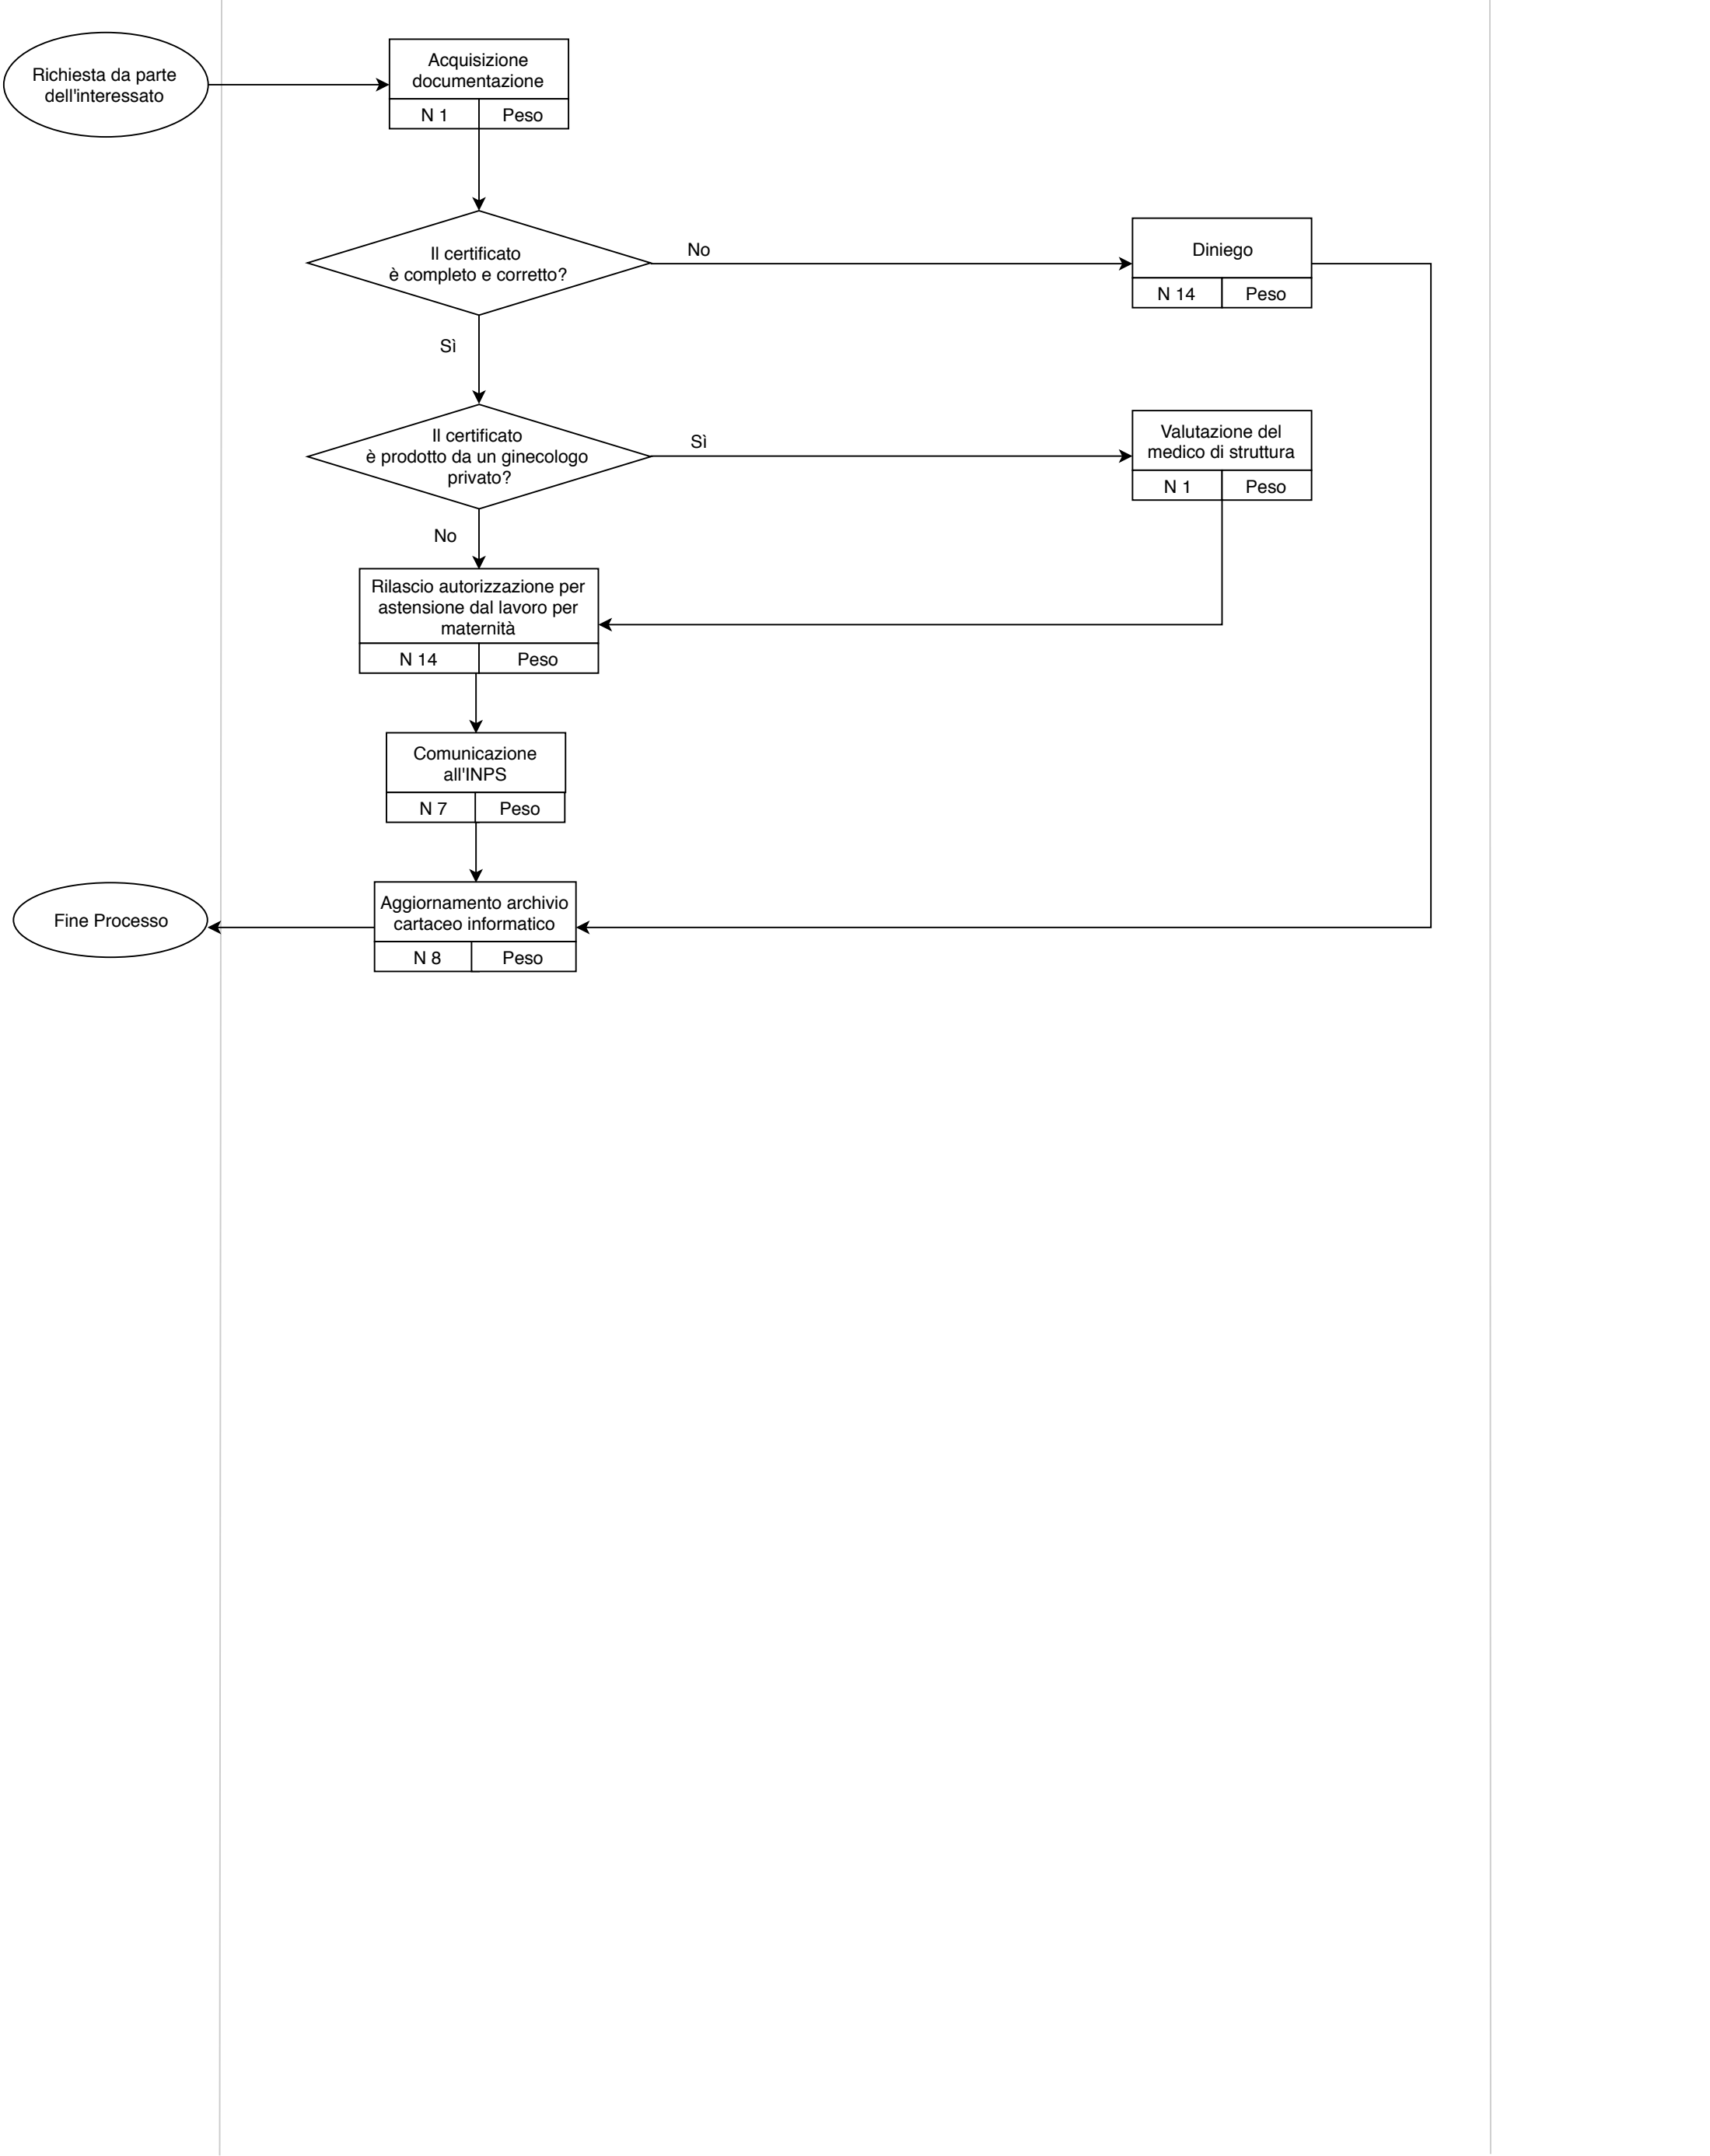 Richiesta da parte
dell'interessato
Acquisizione
documentazione
N 1
Peso
Il certificato
è completo e corretto?
No
Diniego
N 14
Peso
Sì
Il certificato
è prodotto da un ginecologo
privato?
Sì
Valutazione del
medico di struttura
N 1
Peso
No
Rilascio autorizzazione per
astensione dal lavoro per
maternità
N 14
Peso
Comunicazione
all'INPS
N 7
Peso
Aggiornamento archivio
cartaceo informatico
N 8
Peso
Fine Processo